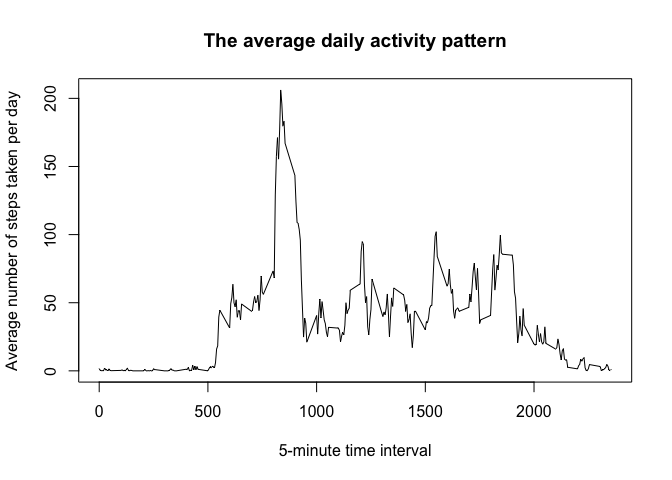 The average daily activity pattern
Average number of steps taken per day
200
150
100
50
0
0 500 1000 1500 2000
5-minute time interval